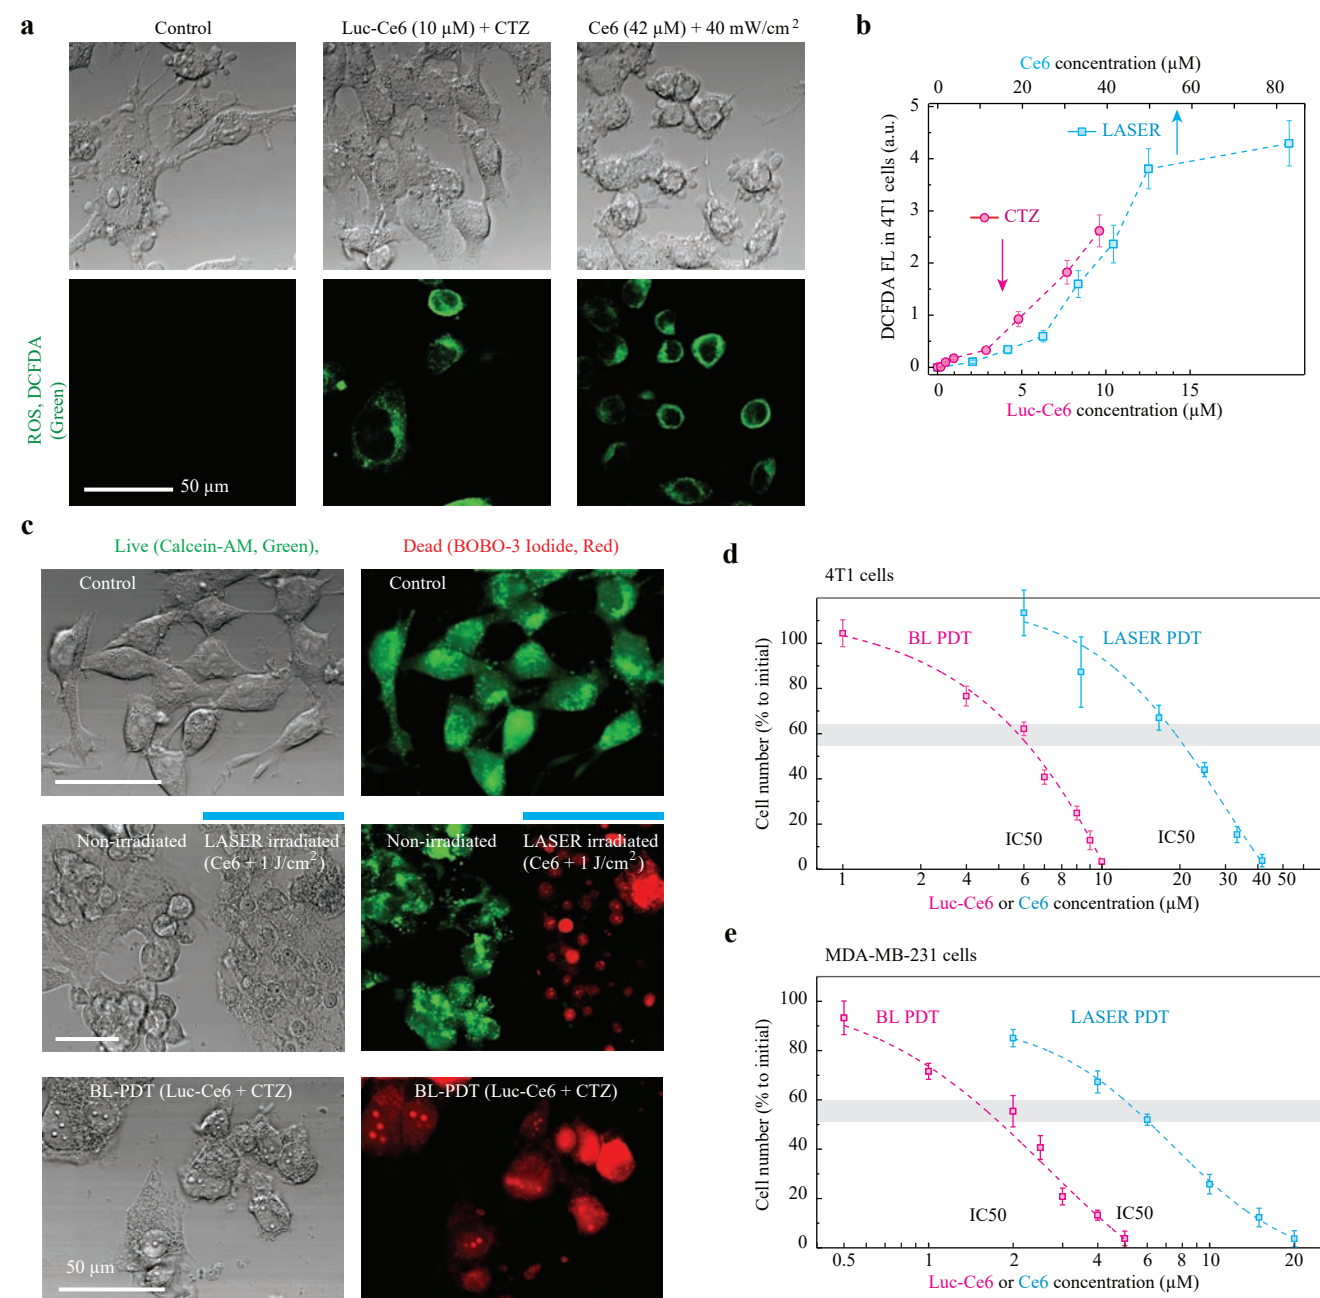 a
Control
Luc-Ce6 (10 µM) + CTZ
Ce6 (42 µM) + 40 mW/cm²
ROS, DCFDA
(Green)
50 µm
b
Ce6 concentration (µM)
0 20 40 60 80
DCFDA FL in 4T1 cells (a.u.)
5
4
3
2
1
0
LASER
CTZ
0 5 10 15
Luc-Ce6 concentration (µM)
c
Live (Calcein-AM, Green),
Dead (BOBO-3 Iodide, Red)
Control
Control
Non-irradiated
LASER irradiated
(Ce6 + 1 J/cm²)
Non-irradiated
LASER irradiated
(Ce6 + 1 J/cm²)
BL-PDT (Luc-Ce6 + CTZ)
50 µm
BL-PDT (Luc-Ce6 + CTZ)
d
4T1 cells
Cell number (% to initial)
100
80
60
40
20
0
BL PDT
LASER PDT
IC50
IC50
1 2 4 6 8 10 20 30 40 50
Luc-Ce6 or Ce6 concentration (µM)
e
MDA-MB-231 cells
Cell number (% to initial)
100
80
60
40
20
0
BL PDT
LASER PDT
IC50
IC50
0.5 1 2 4 6 8 10 20
Luc-Ce6 or Ce6 concentration (µM)